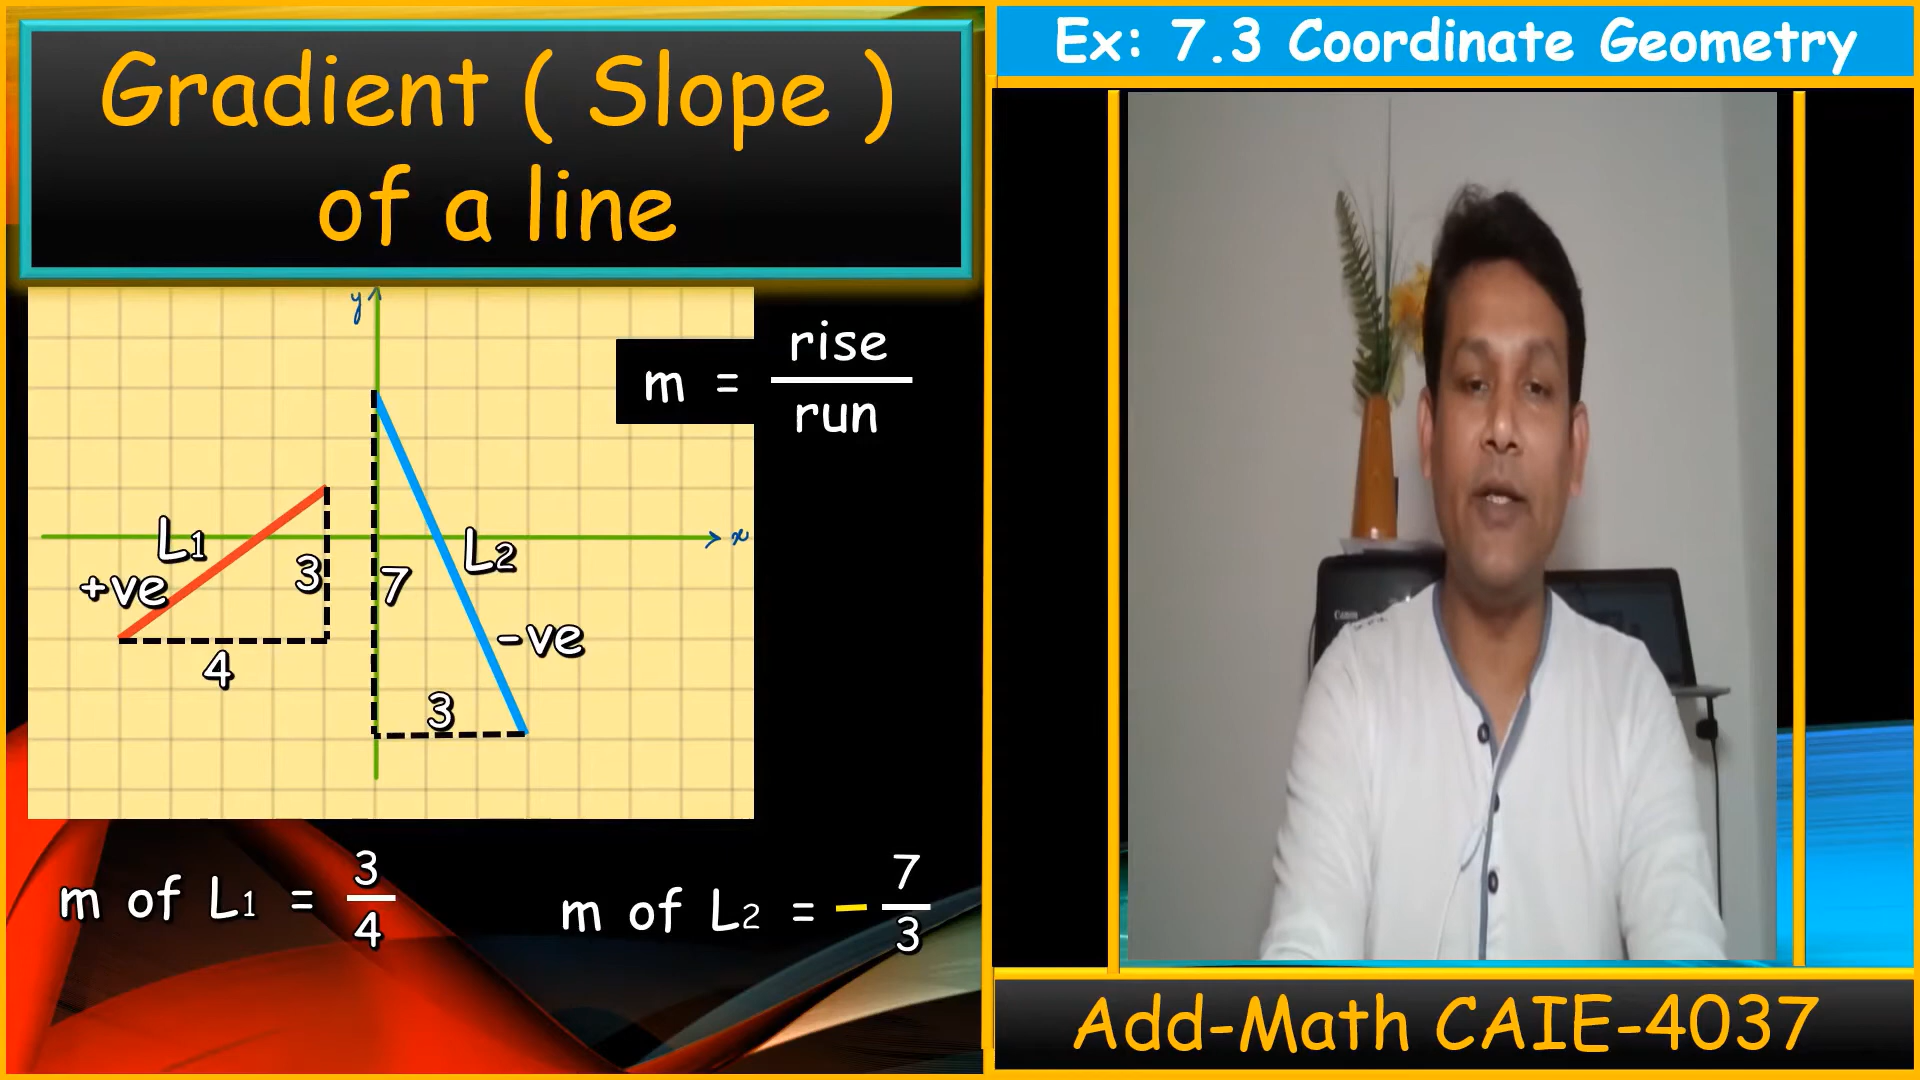 Gradient ( Slope )
of a line
Ex: 7.3 Coordinate Geometry
y
m = rise / run
L1
+ve
3
4
7
L2
-ve
3
x
m of L1 = 3/4
m of L2 = - 7/3
Canon
Add-Math CAIE-4037